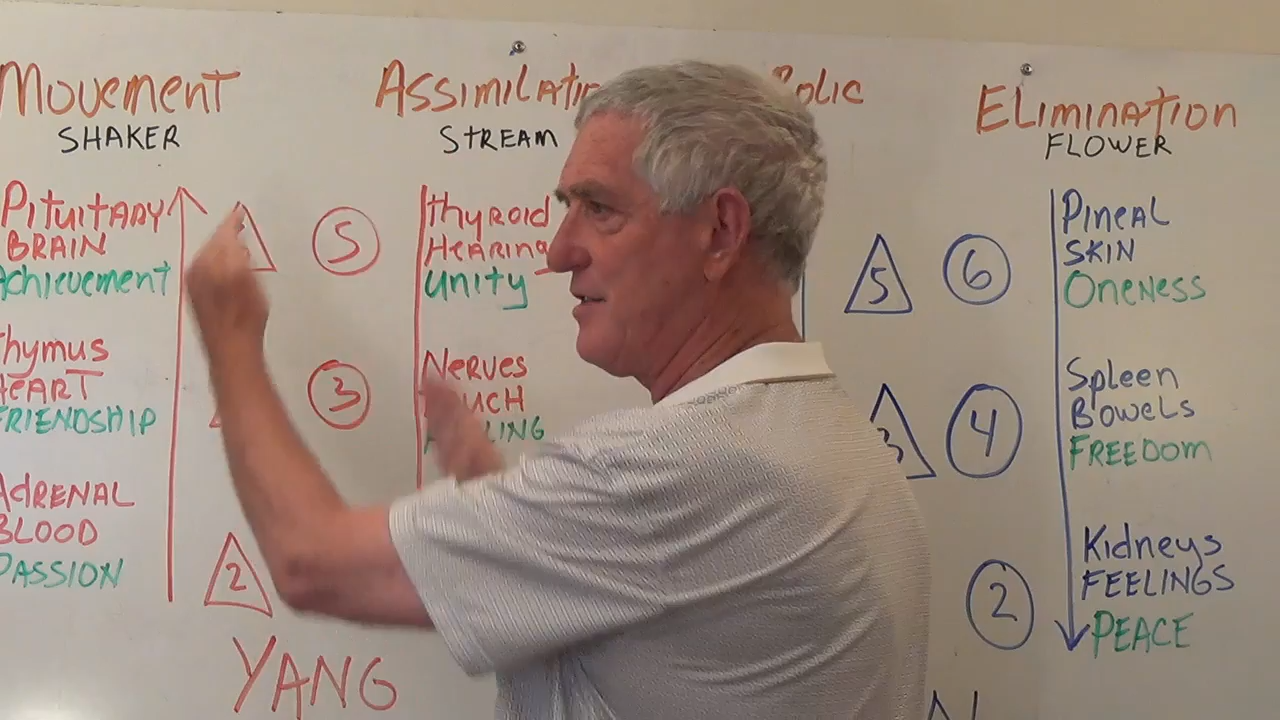 Movement
SHAKER
Pituitary
BRAIN
Achievement
thymus
HEART
FRIENDSHIP
ADRENAL
BLOOD
PASSION
5
3
2
YANG
Assimilatio
STREAM
thyroid
HEARING
Unity
NERVES
olic
5
6
4
2
Elimination
FLOWER
Pineal
SKIN
ONENESS
Spleen
Bowels
FREEDOM
Kidneys
FEELINGS
PEACE